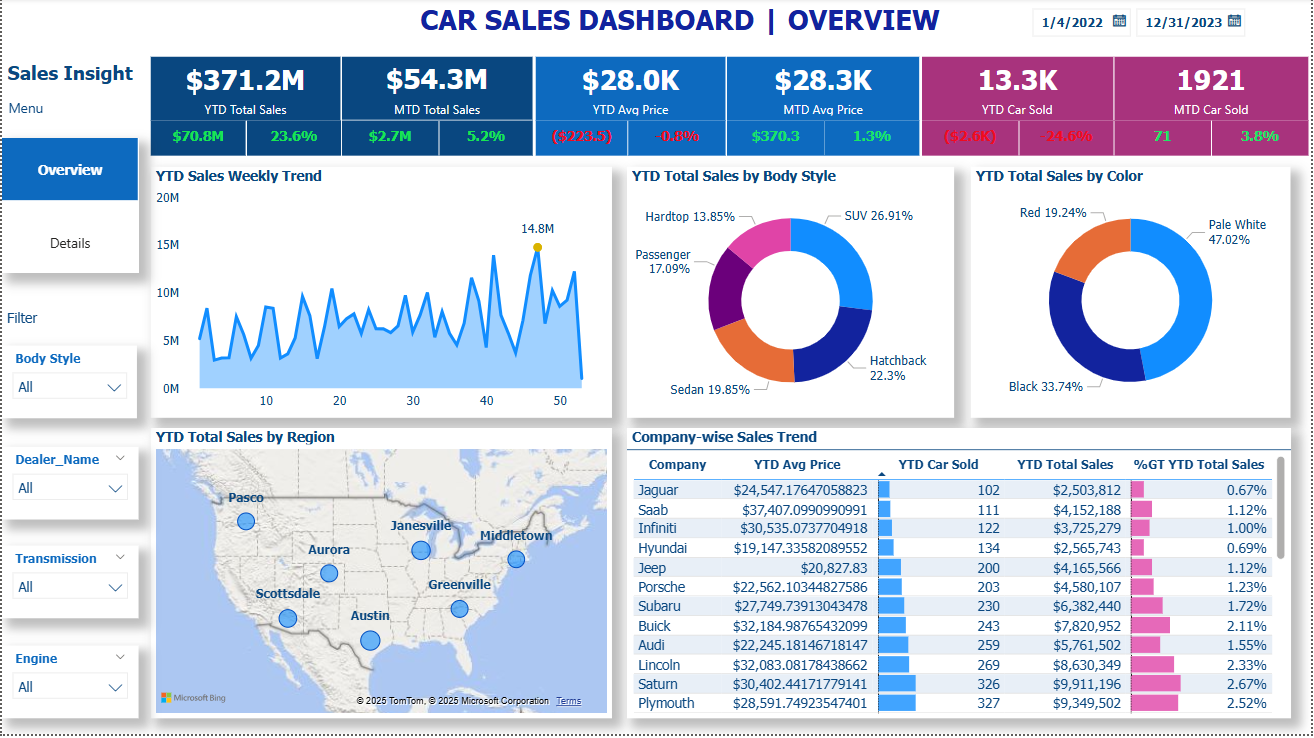 CAR SALES DASHBOARD | OVERVIEW
1/4/2022 12/31/2023
Sales Insight
Menu
Overview
Details
Filter
Body Style
All
Dealer_Name
All
Transmission
All
Engine
All
$371.2M $54.3M $28.0K $28.3K 13.3K 1921
YTD Total Sales MTD Total Sales YTD Avg Price MTD Avg Price YTD Car Sold MTD Car Sold
$70.8M 23.6% $2.7M 5.2% ($223.5) -0.8% $370.3 1.3% ($2.6K) -24.6% 71 3.8%
YTD Sales Weekly Trend
20M
15M
10M
5M
0M
14.8M
10 20 30 40 50
YTD Total Sales by Body Style
Hardtop 13.85%
SUV 26.91%
Passenger
17.09%
Hatchback
22.3%
Sedan 19.85%
YTD Total Sales by Color
Red 19.24%
Pale White
47.02%
Black 33.74%
YTD Total Sales by Region
Pasco
Janesville
Middletown
Aurora
Scottsdale
Greenville
Austin
Microsoft Bing
© 2025 TomTom, © 2025 Microsoft Corporation Terms
Company-wise Sales Trend
Company YTD Avg Price YTD Car Sold YTD Total Sales %GT YTD Total Sales
Jaguar $24,547.17647058823 102 $2,503,812 0.67%
Saab $37,407.0990990991 111 $4,152,188 1.12%
Infiniti $30,535.0737704918 122 $3,725,279 1.00%
Hyundai $19,147.33582089552 134 $2,565,743 0.69%
Jeep $20,827.83 200 $4,165,566 1.12%
Porsche $22,562.10344827586 203 $4,580,107 1.23%
Subaru $27,749.73913043478 230 $6,382,440 1.72%
Buick $32,184.98765432099 243 $7,820,952 2.11%
Audi $22,245.18146718147 259 $5,761,502 1.55%
Lincoln $32,083.08178438662 269 $8,630,349 2.33%
Saturn $30,402.44171779141 326 $9,911,196 2.67%
Plymouth $28,591.74923547401 327 $9,349,502 2.52%